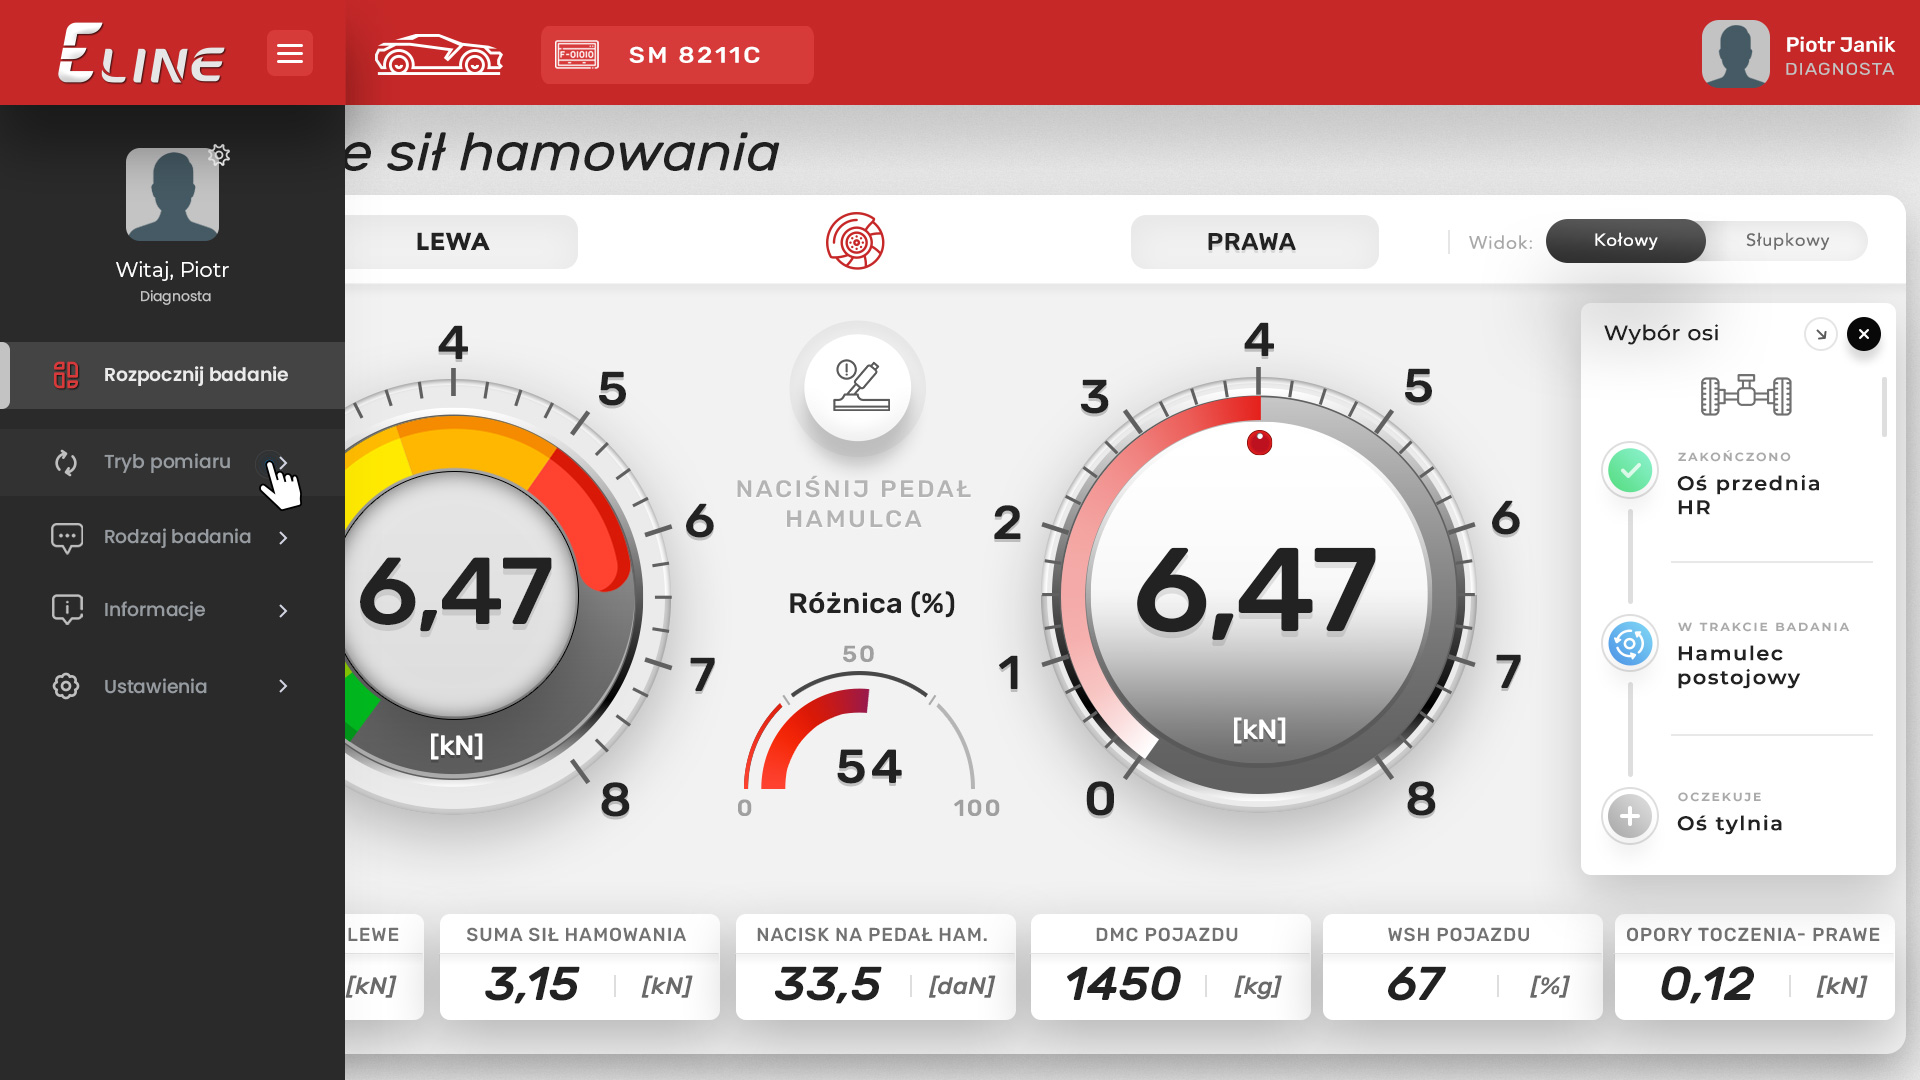 ELINE
F-01010
SM 8211C
Piotr Janik
DIAGNOSTA
Witaj, Piotr
Diagnosta
Rozpocznij badanie
Tryb pomiaru
Rodzaj badania
Informacje
Ustawienia
e sił hamowania
LEWA
PRAWA
Widok:
Kołowy
Słupkowy
4
5
6
7
8
6,47
[kN]
NACIŚNIJ PEDAŁ
HAMULCA
Różnica (%)
50
54
0
100
0
1
2
3
4
5
6
7
8
6,47
[kN]
Wybór osi
ZAKOŃCZONO
Oś przednia
HR
W TRAKCIE BADANIA
Hamulec
postojowy
OCZEKUJE
Oś tylnia
LEWE
[kN]
SUMA SIŁ HAMOWANIA
3,15 [kN]
NACISK NA PEDAŁ HAM.
33,5 [daN]
DMC POJAZDU
1450 [kg]
WSH POJAZDU
67 [%]
OPORY TOCZENIA- PRAWE
0,12 [kN]